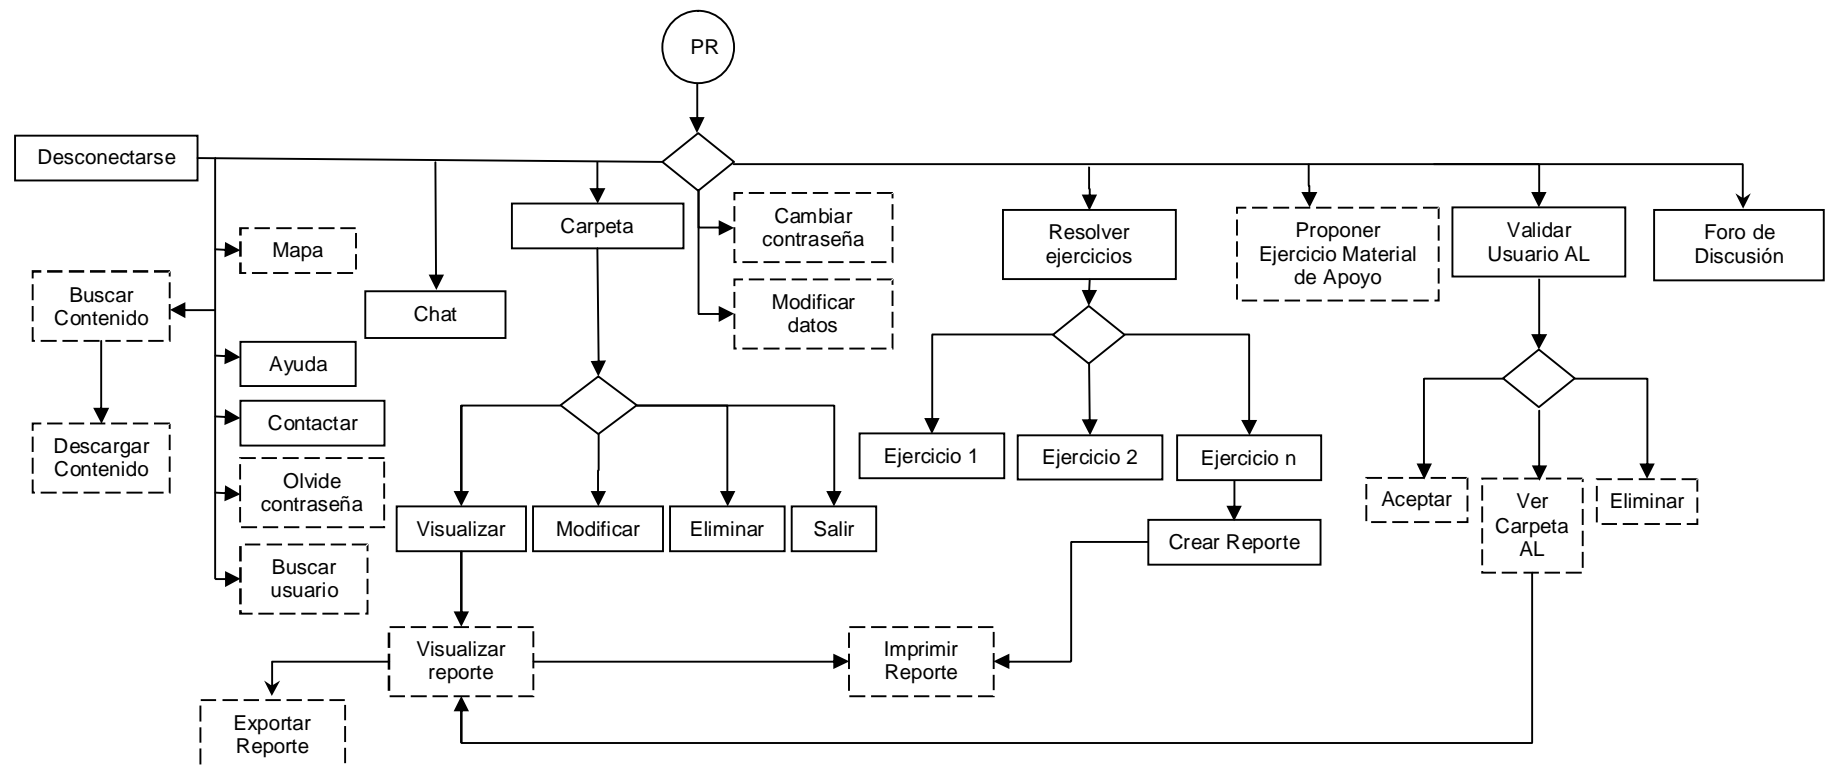 PR
Desconectarse
Cambiar
contraseña
Carpeta
Resolver
ejercicios
Proponer
Ejercicio Material
de Apoyo
Validar
Usuario AL
Foro de
Discusión
Mapa
Buscar
Contenido
Chat
Modificar
datos
Ayuda
Contactar
Descargar
Contenido
Olvide
contraseña
Buscar
usuario
Ejercicio 1
Ejercicio 2
Ejercicio n
Visualizar
Modificar
Eliminar
Salir
Crear Reporte
Aceptar
Ver
Carpeta
AL
Eliminar
Visualizar
reporte
Imprimir
Reporte
Exportar
Reporte